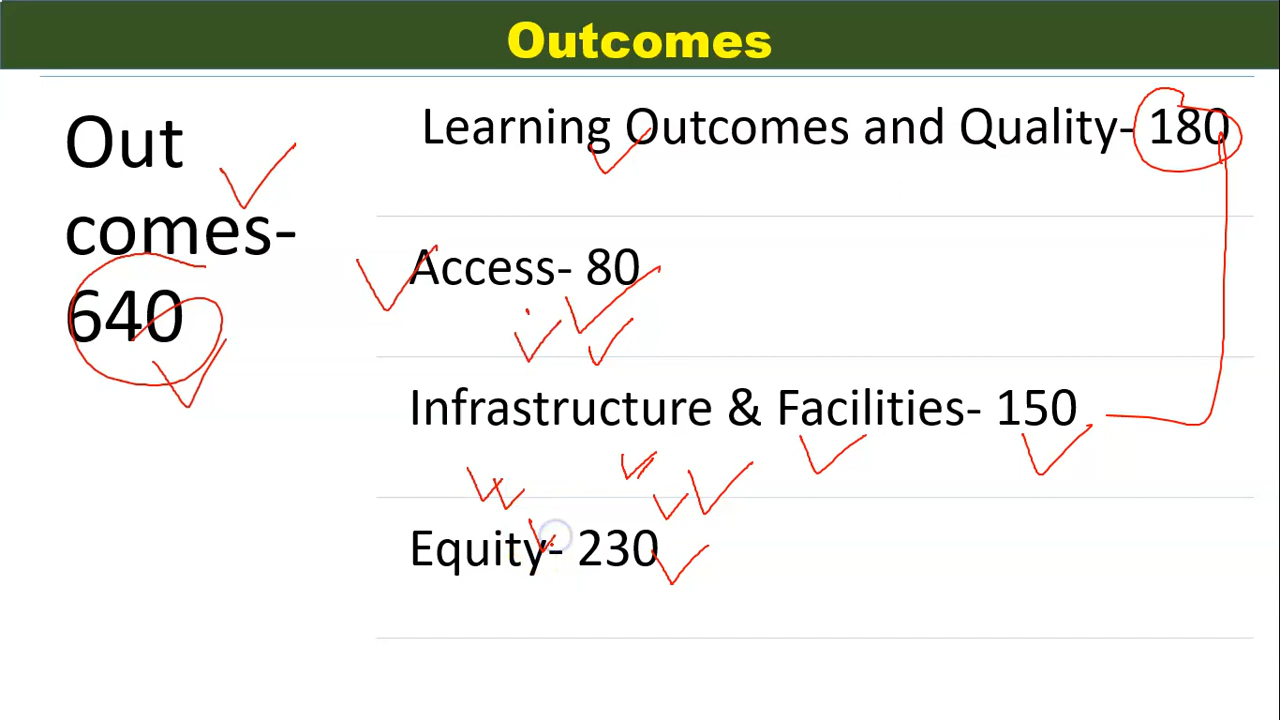 Outcomes
Out
comes-
640
Learning Outcomes and Quality- 180
Access- 80
Infrastructure & Facilities- 150
Equity- 230